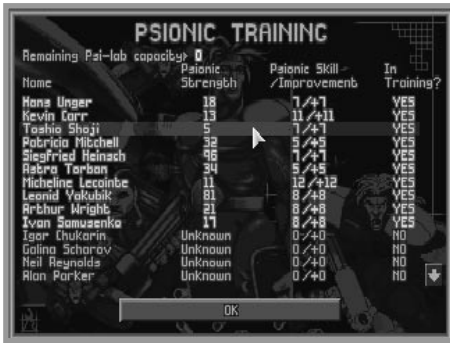 PSIONIC TRAINING
Remaining Psi-lab capacity> 0
Name Psionic Strength Psionic Skill /Improvement In Training?
Hans Unger 18 7/+7 YES
Kevin Carr 13 11/+11 YES
Toshio Shoji 5 7/+7 YES
Patricia Mitchell 32 5/+5 YES
Siegfried Heinsch 96 7/+7 YES
Astra Torban 34 5/+5 YES
Micheline Lecointe 11 12/+12 YES
Leonid Yakubik 81 8/+8 YES
Arthur Wright 21 8/+8 YES
Ivan Samusenko 17 8/+8 YES
Igor Chukarin Unknown 0/+0 NO
Galina Scharov Unknown 0/+0 NO
Neil Reynolds Unknown 0/+0 NO
Alan Parker Unknown 0/+0 NO
OK